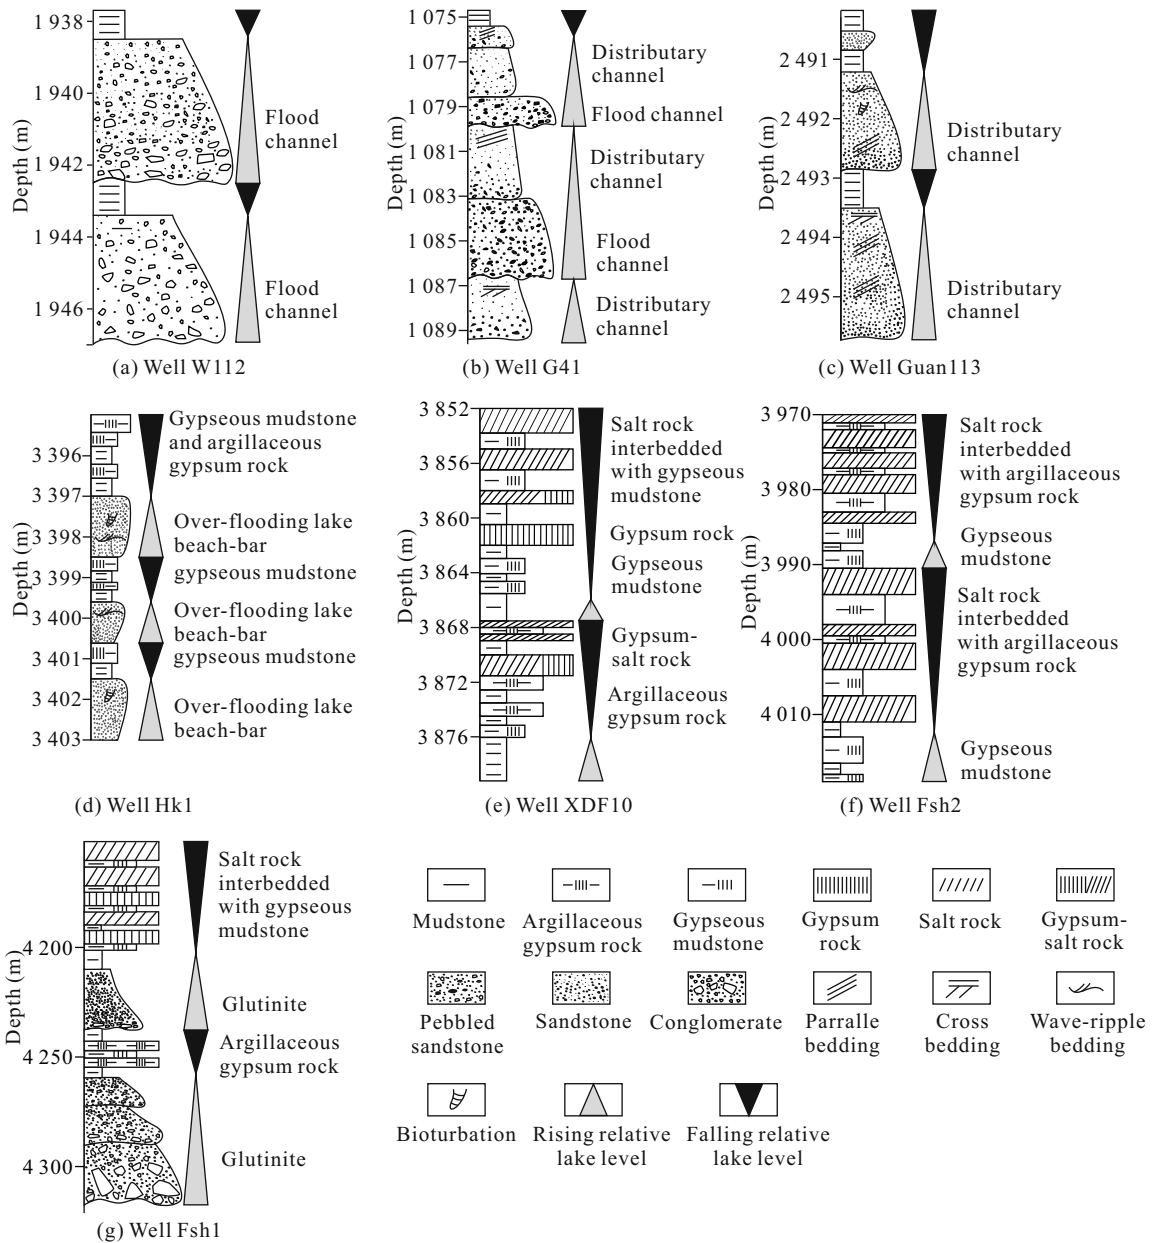 1 938
1 940
1 942
1 944
1 946
Depth (m)
Flood
channel
Flood
channel
(a) Well W112
1 075
1 077
1 079
1 081
1 083
1 085
1 087
1 089
Depth (m)
Distributary
channel
Flood channel
Distributary
channel
Flood
channel
Distributary
channel
(b) Well G41
2 491
2 492
2 493
2 494
2 495
Depth (m)
Distributary
channel
Distributary
channel
(c) Well Guan113
3 396
3 397
3 398
3 399
3 400
3 401
3 402
3 403
Depth (m)
Gypseous mudstone
and argillaceous
gypsum rock
Over-flooding lake
beach-bar
gypseous mudstone
Over-flooding lake
beach-bar
gypseous mudstone
Over-flooding lake
beach-bar
(d) Well Hk1
3 852
3 856
3 860
3 864
3 868
3 872
3 876
Depth (m)
Salt rock
interbedded
with gypseous
mudstone
Gypsum rock
Gypseous
mudstone
Gypsum-
salt rock
Argillaceous
gypsum rock
(e) Well XDF10
3 970
3 980
3 990
4 000
4 010
Depth (m)
Salt rock
interbedded
with argillaceous
gypsum rock
Gypseous
mudstone
Salt rock
interbedded
with argillaceous
gypsum rock
Gypseous
mudstone
(f) Well Fsh2
4 200
4 250
4 300
Depth (m)
Salt rock
interbedded
with gypseous
mudstone
Glutinite
Argillaceous
gypsum rock
Glutinite
(g) Well Fsh1
Mudstone
Argillaceous
gypsum rock
Gypseous
mudstone
Gypsum
rock
Salt rock
Gypsum-
salt rock
Pebbled
sandstone
Sandstone
Conglomerate
Parralle
bedding
Cross
bedding
Wave-ripple
bedding
Bioturbation
Rising relative
lake level
Falling relative
lake level